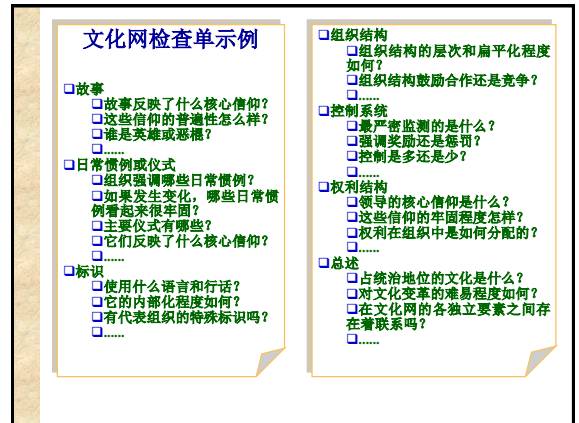 文化网检查单示例
❑故事
❑故事反映了什么核心信仰?
❑这些信仰的普遍性怎么样?
❑谁是英雄或恶棍?
❑......
❑日常惯例或仪式
❑组织强调哪些日常惯例?
❑如果发生变化，哪些日常惯
例看起来很牢固?
❑主要仪式有哪些?
❑它们反映了什么核心信仰?
❑......
❑标识
❑使用什么语言和行话?
❑它的内部化程度如何?
❑有代表组织的特殊标识吗?
❑......
❑组织结构
❑组织结构的层次和扁平化程度
如何?
❑组织结构鼓励合作还是竞争?
❑......
❑控制系统
❑最严密监测的是什么?
❑强调奖励还是惩罚?
❑控制是多还是少?
❑......
❑权利结构
❑领导的核心信仰是什么?
❑这些信仰的牢固程度怎样?
❑权利在组织中是如何分配的?
❑......
❑总述
❑占统治地位的文化是什么?
❑对文化变革的难易程度如何?
❑在文化网的各独立要素之间存
在着联系吗?
❑......